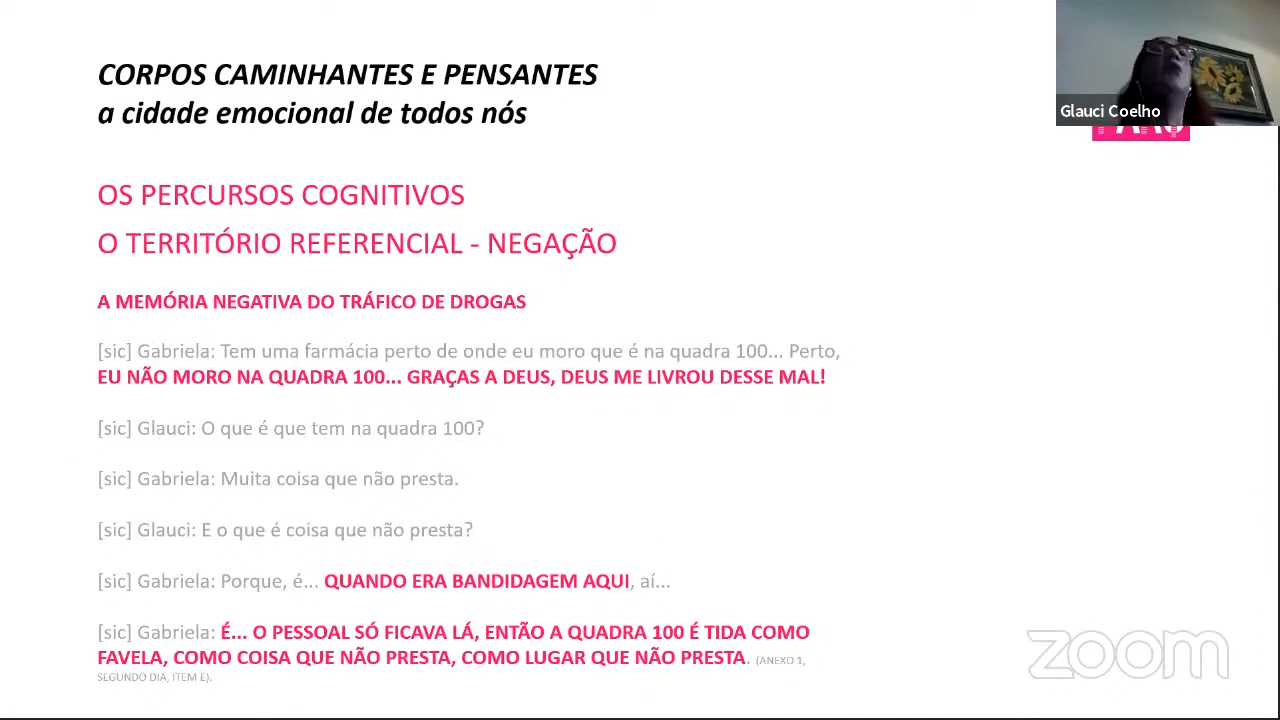 CORPOS CAMINHANTES E PENSANTES
a cidade emocional de todos nós
Glauci Coelho
OS PERCURSOS COGNITIVOS
O TERRITÓRIO REFERENCIAL - NEGAÇÃO
A MEMÓRIA NEGATIVA DO TRÁFICO DE DROGAS
[sic] Gabriela: Tem uma farmácia perto de onde eu moro que é na quadra 100... Perto,
EU NÃO MORO NA QUADRA 100... GRAÇAS A DEUS, DEUS ME LIVROU DESSE MAL!
[sic] Glauci: O que é que tem na quadra 100?
[sic] Gabriela: Muita coisa que não presta.
[sic] Glauci: E o que é coisa que não presta?
[sic] Gabriela: Porque, é... QUANDO ERA BANDIDAGEM AQUI, aí...
[sic] Gabriela: É... O PESSOAL SÓ FICAVA LÁ, ENTÃO A QUADRA 100 É TIDA COMO
FAVELA, COMO COISA QUE NÃO PRESTA, COMO LUGAR QUE NÃO PRESTA. (ANEXO 1,
SEGUNDO DIA, ITEM E).
zoom